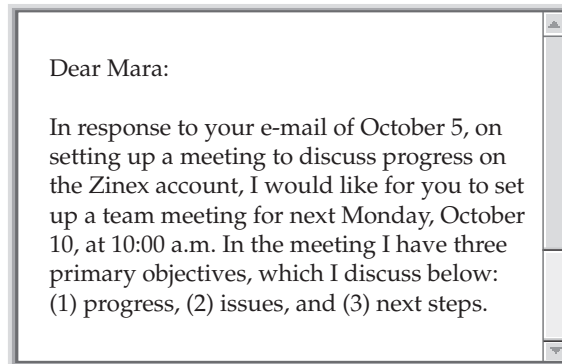 Dear Mara:
In response to your e-mail of October 5, on
setting up a meeting to discuss progress on
the Zinex account, I would like for you to set
up a team meeting for next Monday, October
10, at 10:00 a.m. In the meeting I have three
primary objectives, which I discuss below:
(1) progress, (2) issues, and (3) next steps.